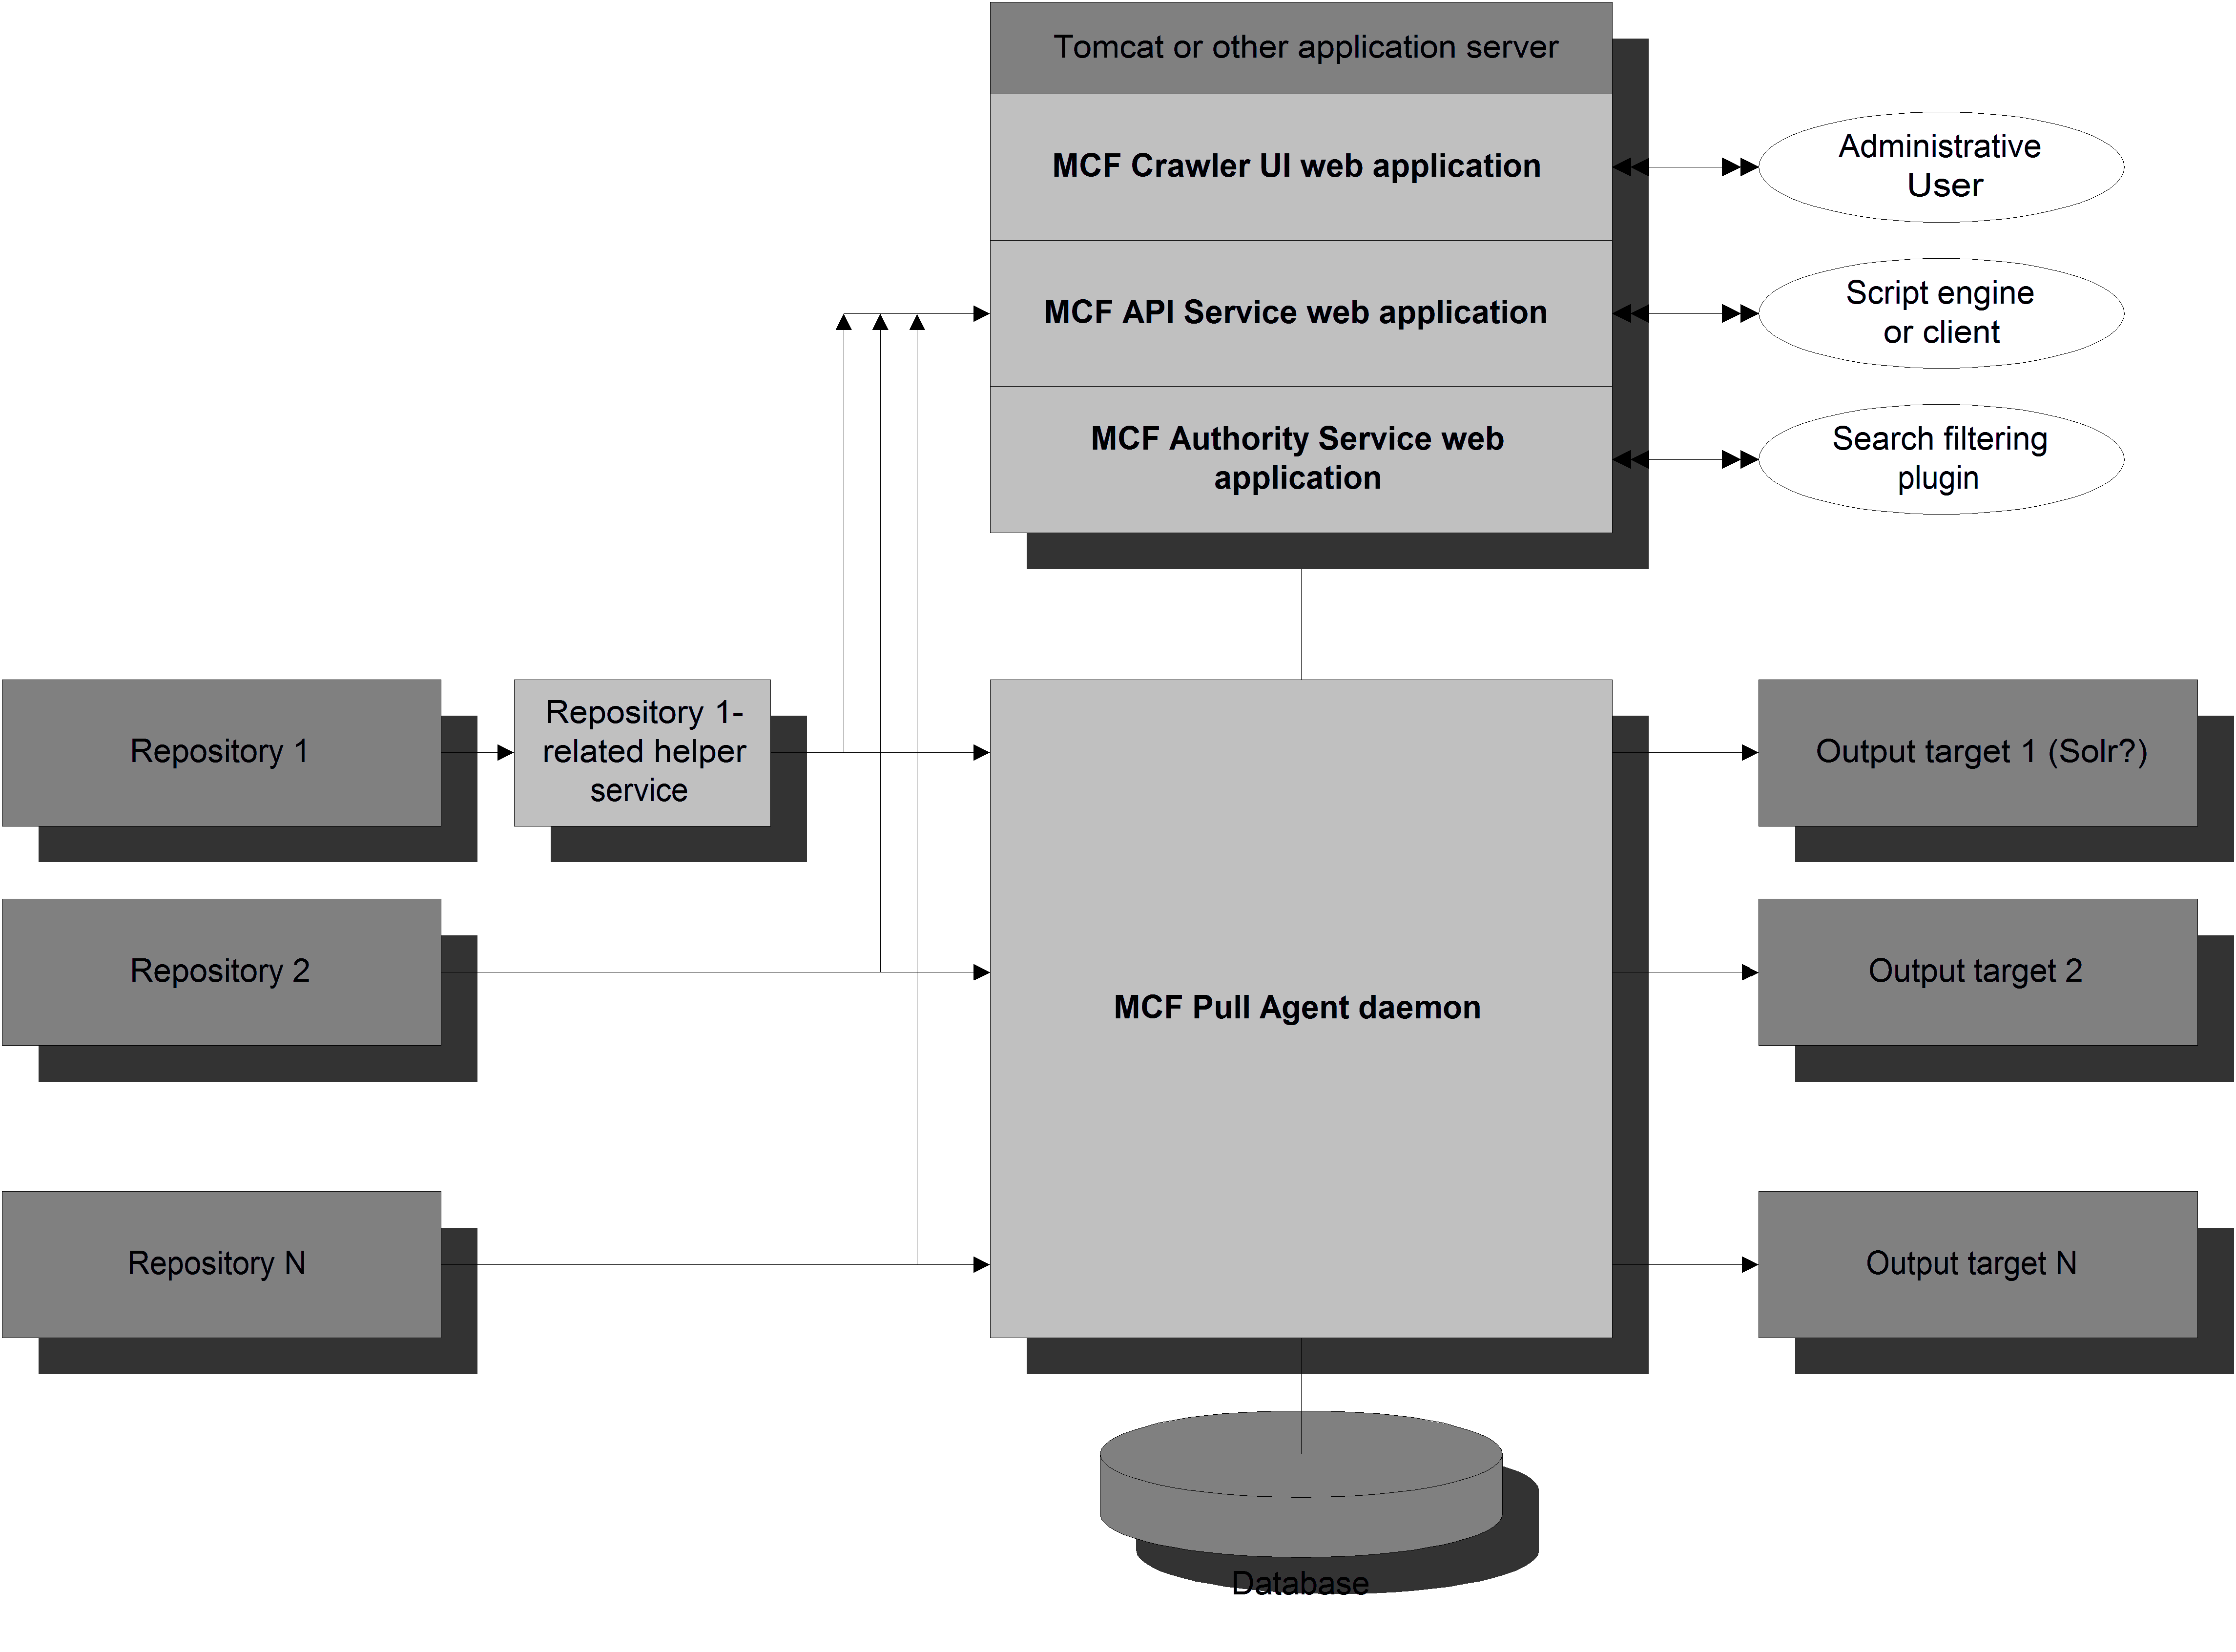 Tomcat or other application server
MCF Crawler UI web application
Administrative
User
MCF API Service web application
Script engine
or client
MCF Authority Service web
application
Search filtering
plugin
Repository 1
Repository 1-
related helper
service
Output target 1 (Solr?)
Repository 2
Output target 2
MCF Pull Agent daemon
Repository N
Output target N
Database